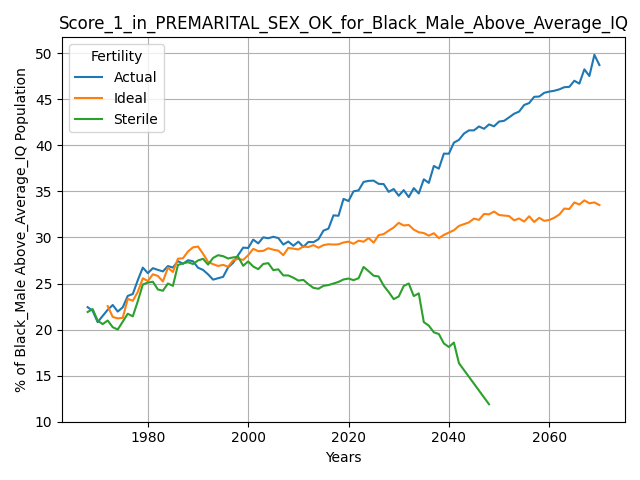 Score_1_in_PREMARITAL_SEX_OK_for_Black_Male_Above_Average_IQ
Fertility
Actual
Ideal
Sterile
% of Black_Male Above_Average_IQ Population
50
45
40
35
30
25
20
15
10
1980
2000
2020
2040
2060
Years